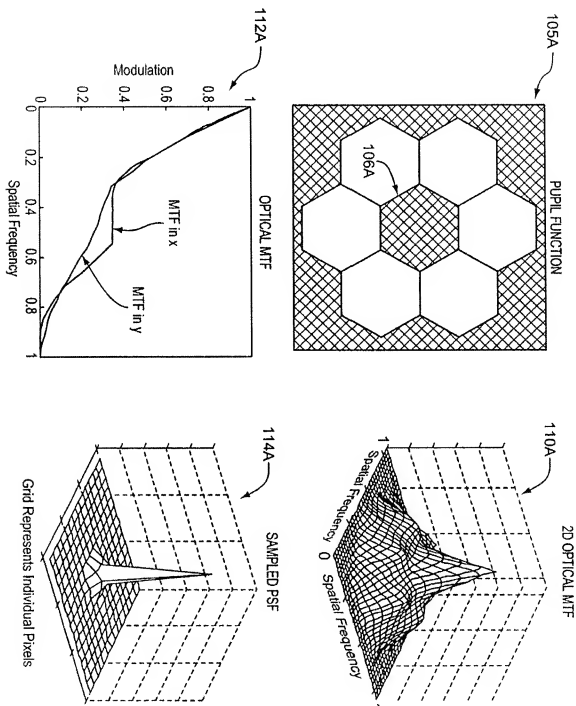 105A
PUPIL FUNCTION
106A
110A
2D OPTICAL MTF
1
Spatial Frequency
0
Spatial Frequency
112A
OPTICAL MTF
Modulation
1
0.8
0.6
0.4
0.2
0
0
0.2
0.4
0.6
0.8
1
Spatial Frequency
MTF in x
MTF in y
114A
SAMPLED PSF
Grid Represents Individual Pixels